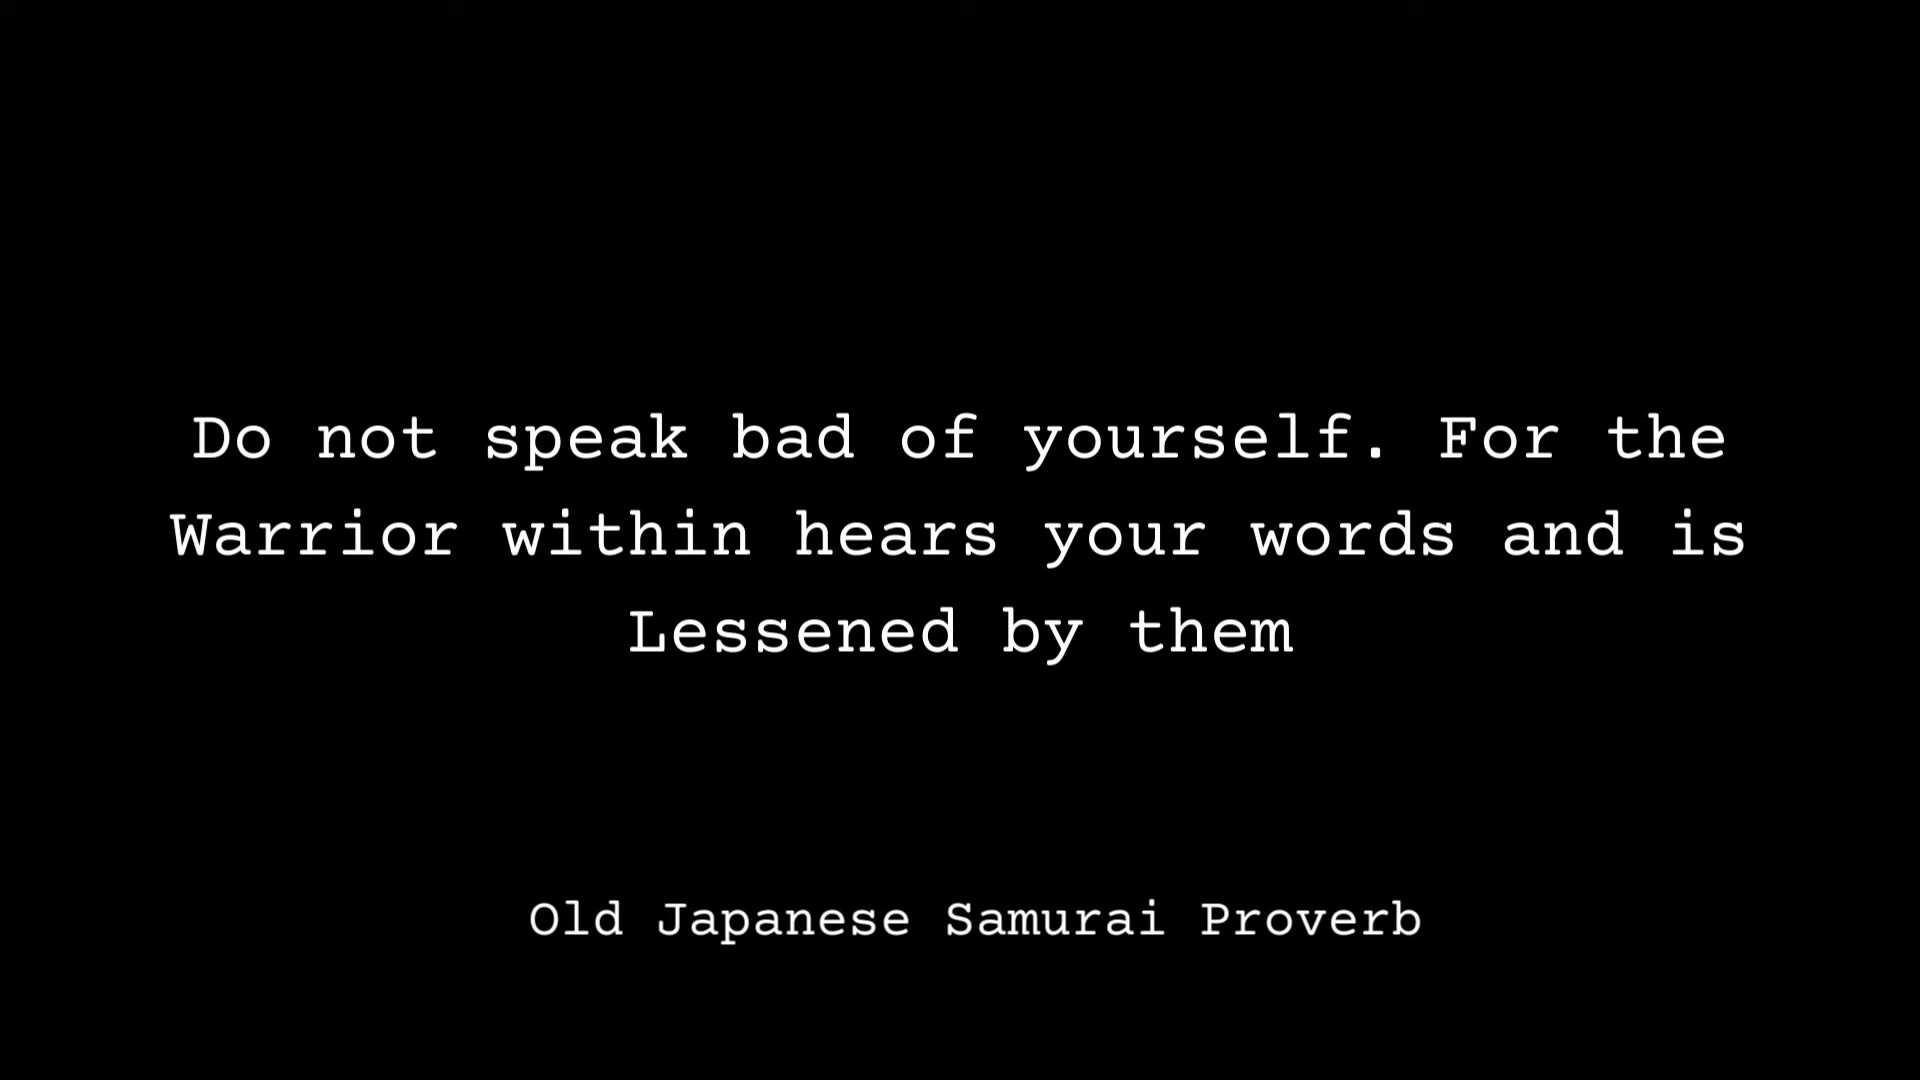 Do not speak bad of yourself. For the
Warrior within hears your words and is
Lessened by them
Old Japanese Samurai Proverb